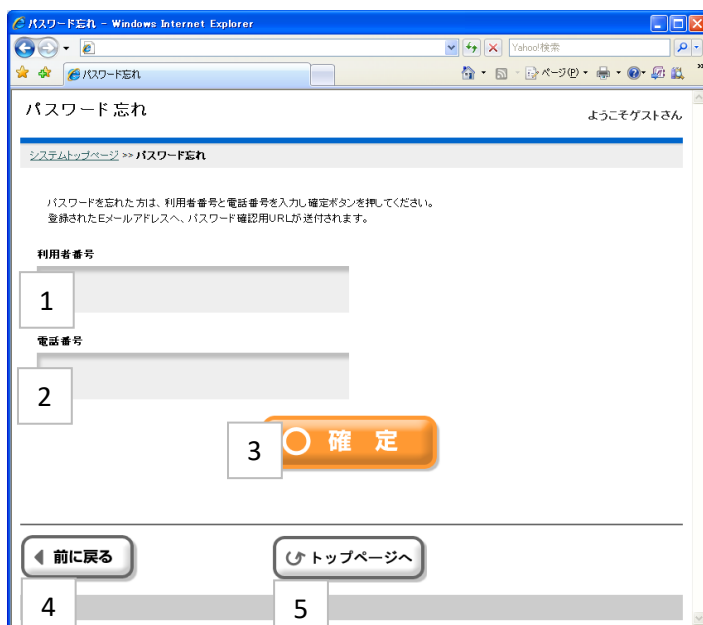 パスワード忘れ - Windows Internet Explorer
Yahoo!検索
パスワード忘れ
ページ(P)
パスワード忘れ
ようこそゲストさん
システムトップページ >> パスワード忘れ
パスワードを忘れた方は、利用者番号と電話番号を入力し確定ボタンを押してください。
登録されたEメールアドレスへ、パスワード確認用URLが送付されます。
利用者番号
1
電話番号
2
3
確 定
前に戻る
トップページへ
4
5